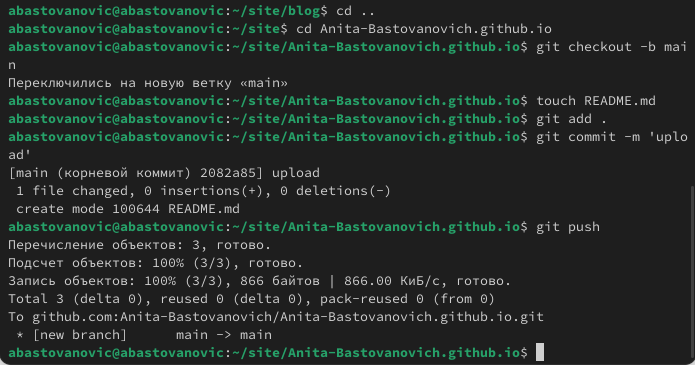 abastovanovic@abastovanovic:~/site/blog$ cd ..
abastovanovic@abastovanovic:~/site$ cd Anita-Bastovanovich.github.io
abastovanovic@abastovanovic:~/site/Anita-Bastovanovich.github.io$ git checkout -b mai
n
Переключились на новую ветку «main»
abastovanovic@abastovanovic:~/site/Anita-Bastovanovich.github.io$ touch README.md
abastovanovic@abastovanovic:~/site/Anita-Bastovanovich.github.io$ git add .
abastovanovic@abastovanovic:~/site/Anita-Bastovanovich.github.io$ git commit -m 'uplo
ad'
[main (корневой коммит) 2082a85] upload
 1 file changed, 0 insertions(+), 0 deletions(-)
 create mode 100644 README.md
abastovanovic@abastovanovic:~/site/Anita-Bastovanovich.github.io$ git push
Перечисление объектов: 3, готово.
Подсчет объектов: 100% (3/3), готово.
Запись объектов: 100% (3/3), 866 байтов | 866.00 КиБ/с, готово.
Total 3 (delta 0), reused 0 (delta 0), pack-reused 0 (from 0)
To github.com:Anita-Bastovanovich/Anita-Bastovanovich.github.io.git
 * [new branch]      main -> main
abastovanovic@abastovanovic:~/site/Anita-Bastovanovich.github.io$